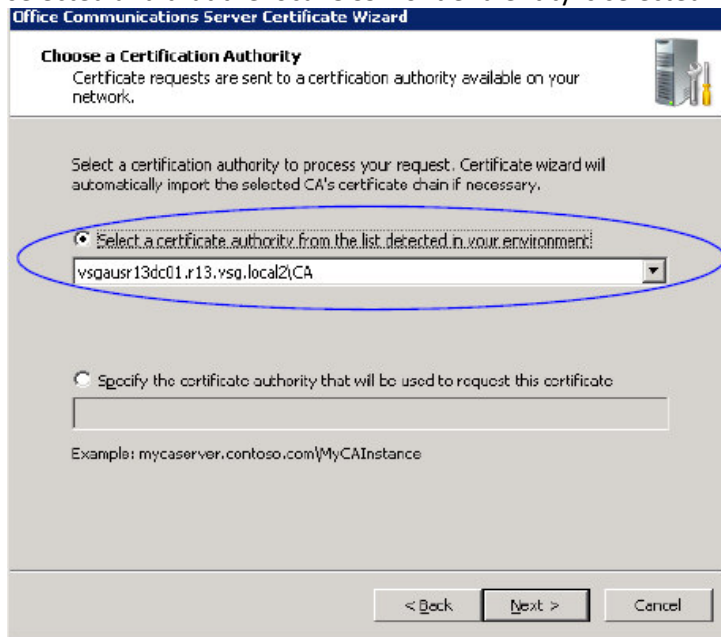 Office Communications Server Certificate Wizard
Choose a Certification Authority
Certificate requests are sent to a certification authority available on your
network.
Select a certification authority to process your request. Certificate wizard will
automatically import the selected CA's certificate chain if necessary.
Select a certificate authority from the list detected in your environment
vsgausr13dc01.r13.vsg.local2\CA
Specify the certificate authority that will be used to request this certificate
Example: mycaserver.contoso.com\MyCAInstance
< Back Next > Cancel